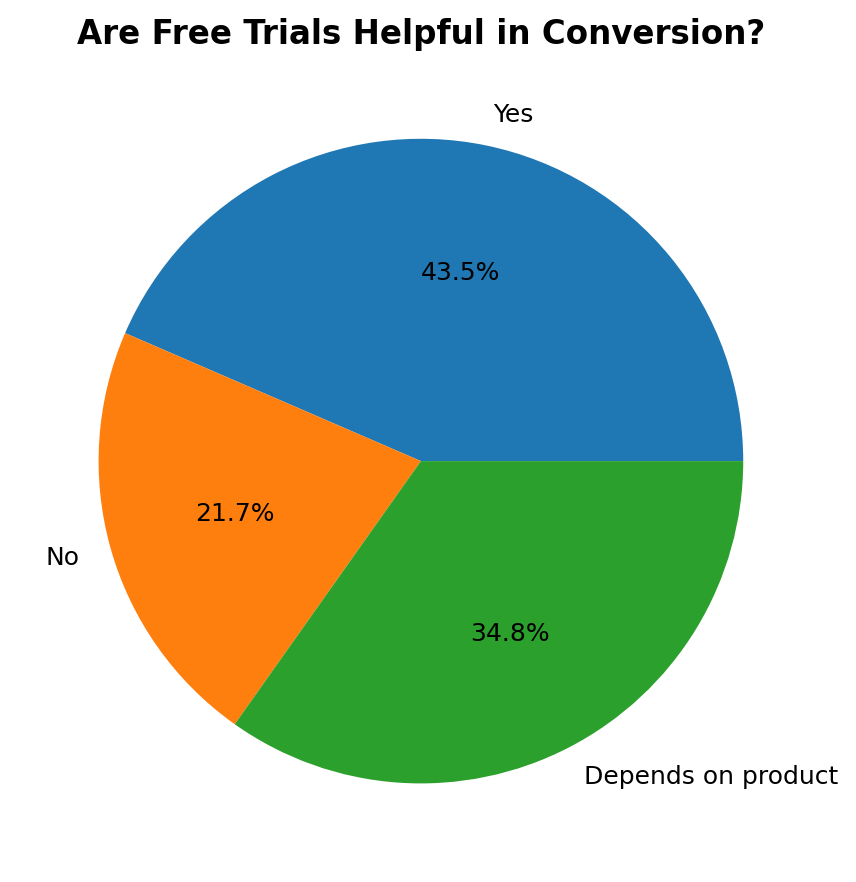 Are Free Trials Helpful in Conversion?
Yes
43.5%
21.7%
No
34.8%
Depends on product